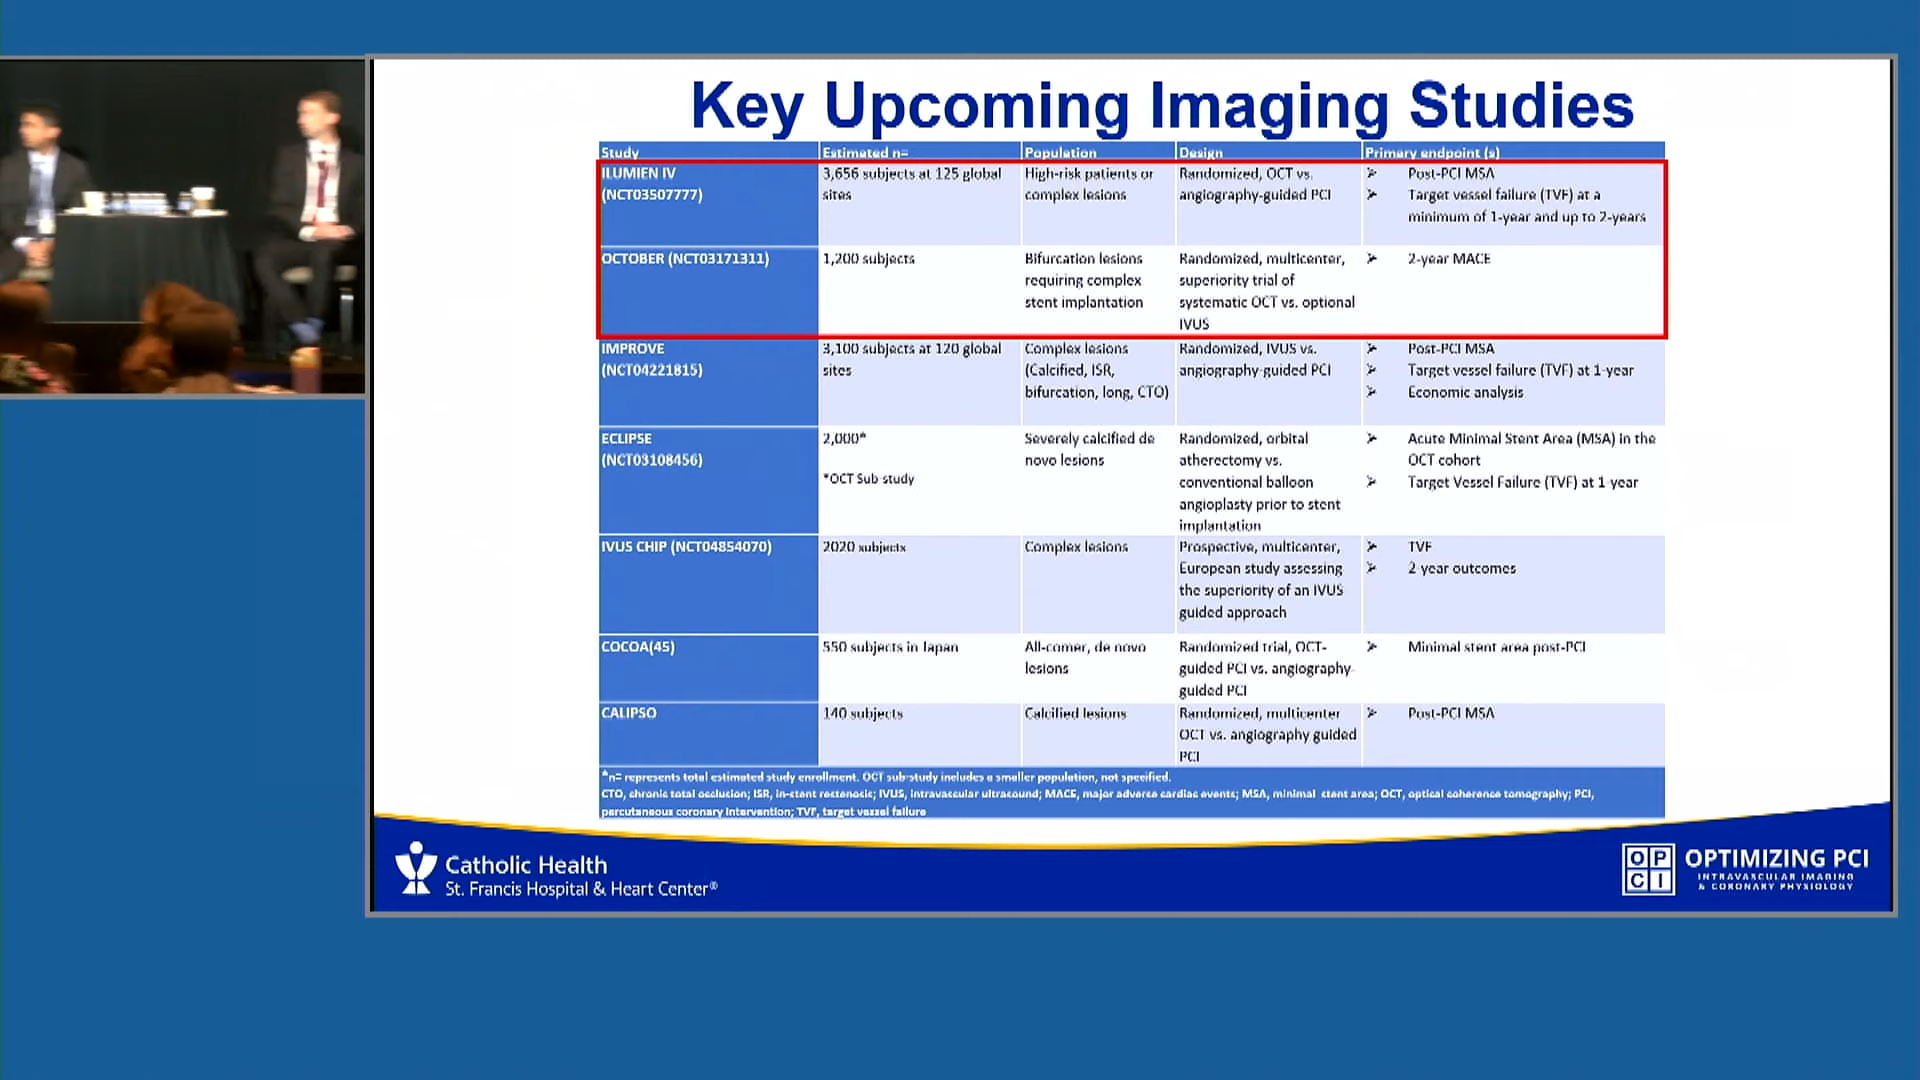 Key Upcoming Imaging Studies
Study Estimated n= Population Design Primary endpoint (s)
ILUMIEN IV
(NCT03507777)
3,656 subjects at 125 global
sites
High-risk patients or
complex lesions
Randomized, OCT vs.
angiography-guided PCI
➢ Post-PCI MSA
➢ Target vessel failure (TVF) at a
minimum of 1-year and up to 2-years
OCTOBER (NCT03171311)
1,200 subjects
Bifurcation lesions
requiring complex
stent implantation
Randomized, multicenter,
superiority trial of
systematic OCT vs. optional
IVUS
➢ 2-year MACE
IMPROVE
(NCT04221815)
3,100 subjects at 120 global
sites
Complex lesions
(Calcified, ISR,
bifurcation, long, CTO)
Randomized, IVUS vs.
angiography-guided PCI
➢ Post-PCI MSA
➢ Target vessel failure (TVF) at 1-year
➢ Economic analysis
ECLIPSE
(NCT03108456)
2,000*
*OCT Sub-study
Severely calcified de
novo lesions
Randomized, orbital
atherectomy vs.
conventional balloon
angioplasty prior to stent
implantation
➢ Acute Minimal Stent Area (MSA) in the
OCT cohort
➢ Target Vessel Failure (TVF) at 1-year
IVUS CHIP (NCT04854070)
2020 subjects
Complex lesions
Prospective, multicenter,
European study assessing
the superiority of an IVUS
guided approach
➢ TVF
➢ 2 year outcomes
COCOA(45)
550 subjects in Japan
All-comer, de novo
lesions
Randomized trial, OCT-
guided PCI vs. angiography-
guided PCI
➢ Minimal stent area post-PCI
CALIPSO
140 subjects
Calcified lesions
Randomized, multicenter
OCT vs. angiography guided
PCI
➢ Post-PCI MSA
*n= represents total estimated study enrollment. OCT sub-study includes a smaller population, not specified.
CTO, chronic total occlusion; ISR, in-stent restenosis; IVUS, intravascular ultrasound; MACE, major adverse cardiac events; MSA, minimal stent area; OCT, optical coherence tomography; PCI,
percutaneous coronary intervention; TVF, target vessel failure
Catholic Health
St. Francis Hospital & Heart Center®
OP
CI
OPTIMIZING PCI
INTRAVASCULAR IMAGING
& CORONARY PHYSIOLOGY